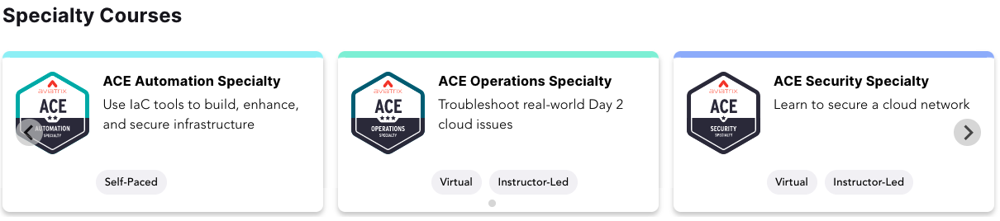 Specialty Courses
aviatrix
ACE
AUTOMATION
SPECIALTY
ACE Automation Specialty
Use IaC tools to build, enhance,
and secure infrastructure
Self-Paced
aviatrix
ACE
OPERATIONS
SPECIALTY
ACE Operations Specialty
Troubleshoot real-world Day 2
cloud issues
Virtual
Instructor-Led
aviatrix
ACE
SECURITY
SPECIALTY
ACE Security Specialty
Learn to secure a cloud network
Virtual
Instructor-Led